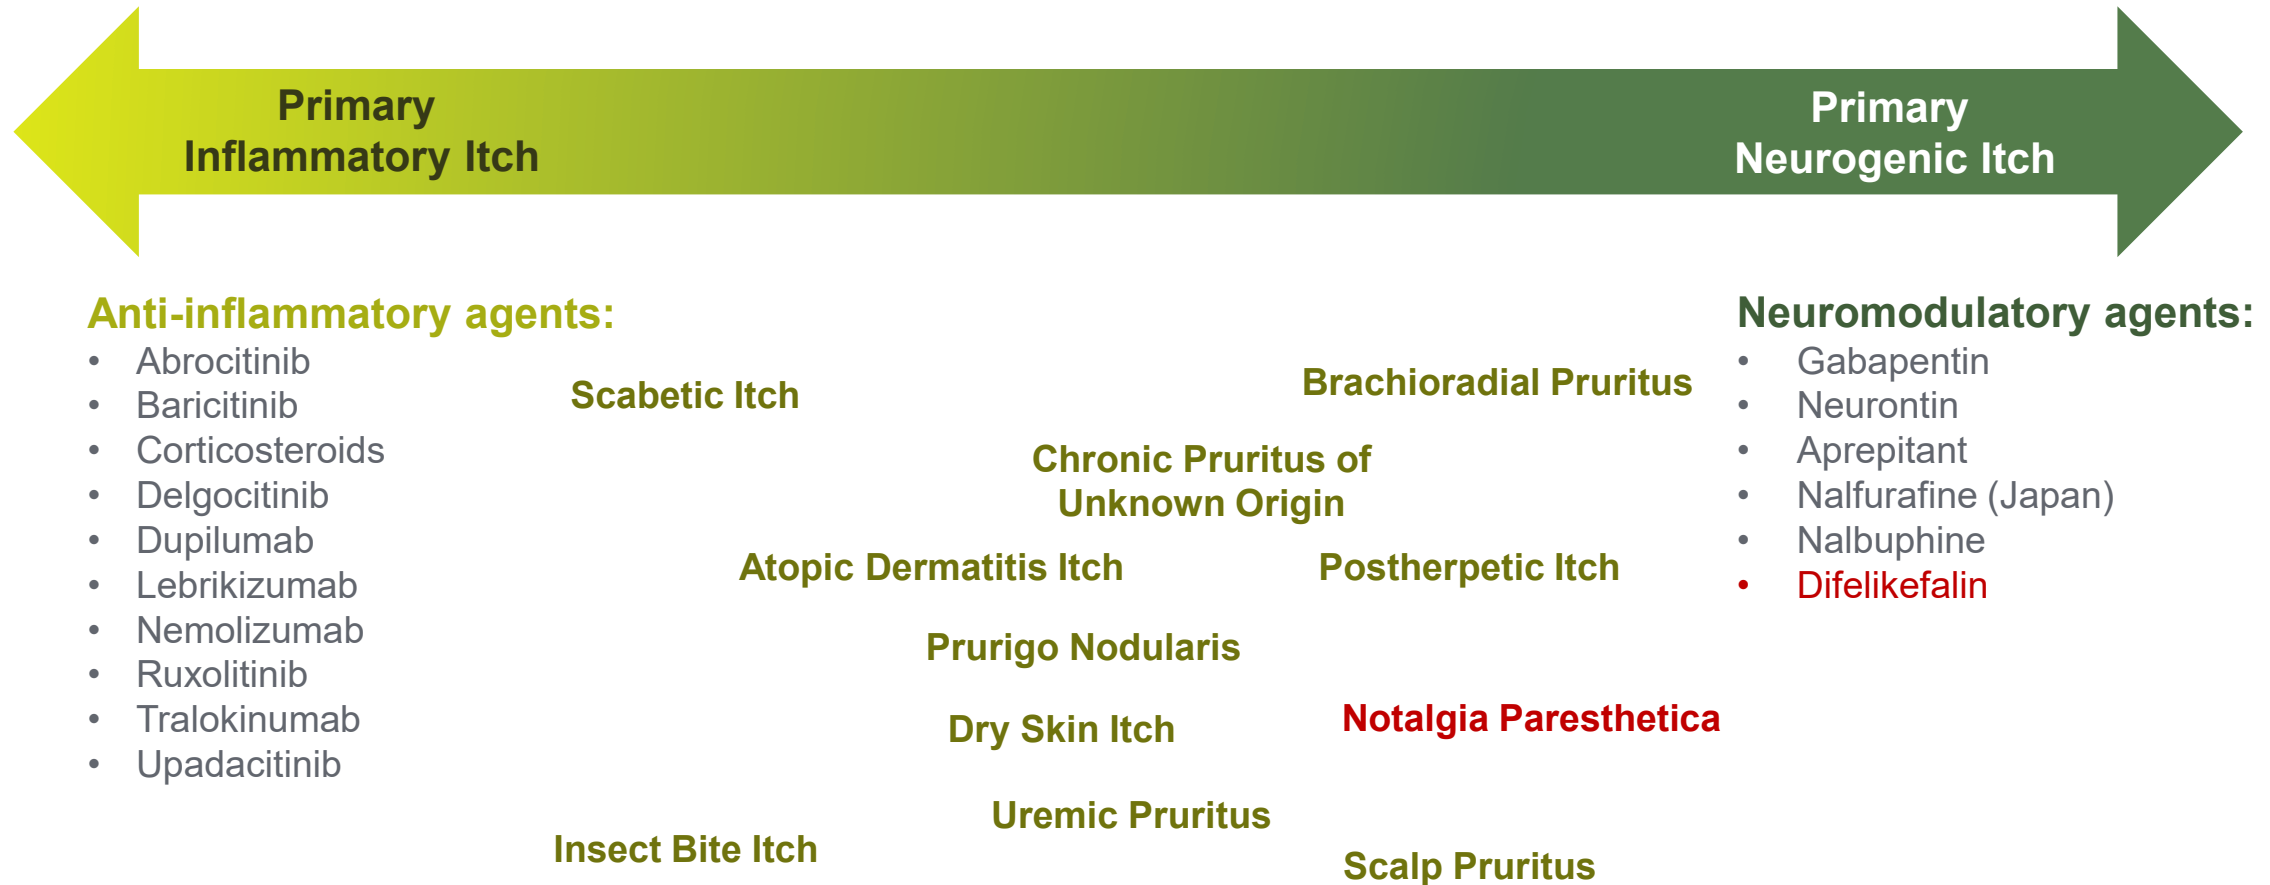 Primary
Inflammatory Itch
Primary
Neurogenic Itch
Anti-inflammatory agents:
• Abrocitinib
• Baricitinib
• Corticosteroids
• Delgocitinib
• Dupilumab
• Lebrikizumab
• Nemolizumab
• Ruxolitinib
• Tralokinumab
• Upadacitinib
Scabetic Itch
Brachioradial Pruritus
Chronic Pruritus of
Unknown Origin
Atopic Dermatitis Itch
Postherpetic Itch
Prurigo Nodularis
Dry Skin Itch
Notalgia Paresthetica
Uremic Pruritus
Insect Bite Itch
Scalp Pruritus
Neuromodulatory agents:
• Gabapentin
• Neurontin
• Aprepitant
• Nalfurafine (Japan)
• Nalbuphine
• Difelikefalin